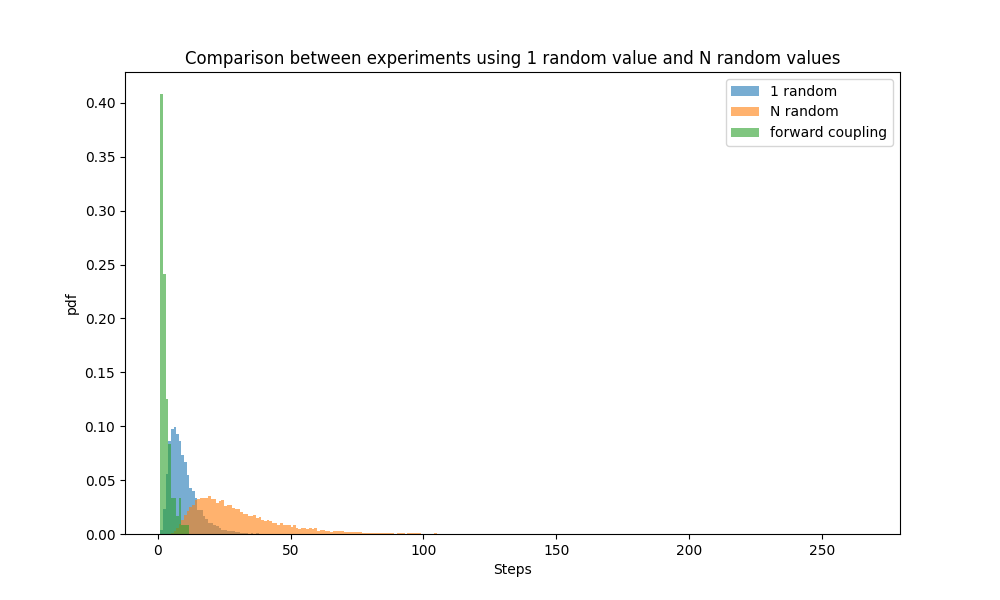 Comparison between experiments using 1 random value and N random values
1 random
N random
forward coupling
pdf
0.40
0.35
0.30
0.25
0.20
0.15
0.10
0.05
0.00
0 50 100 150 200 250
Steps